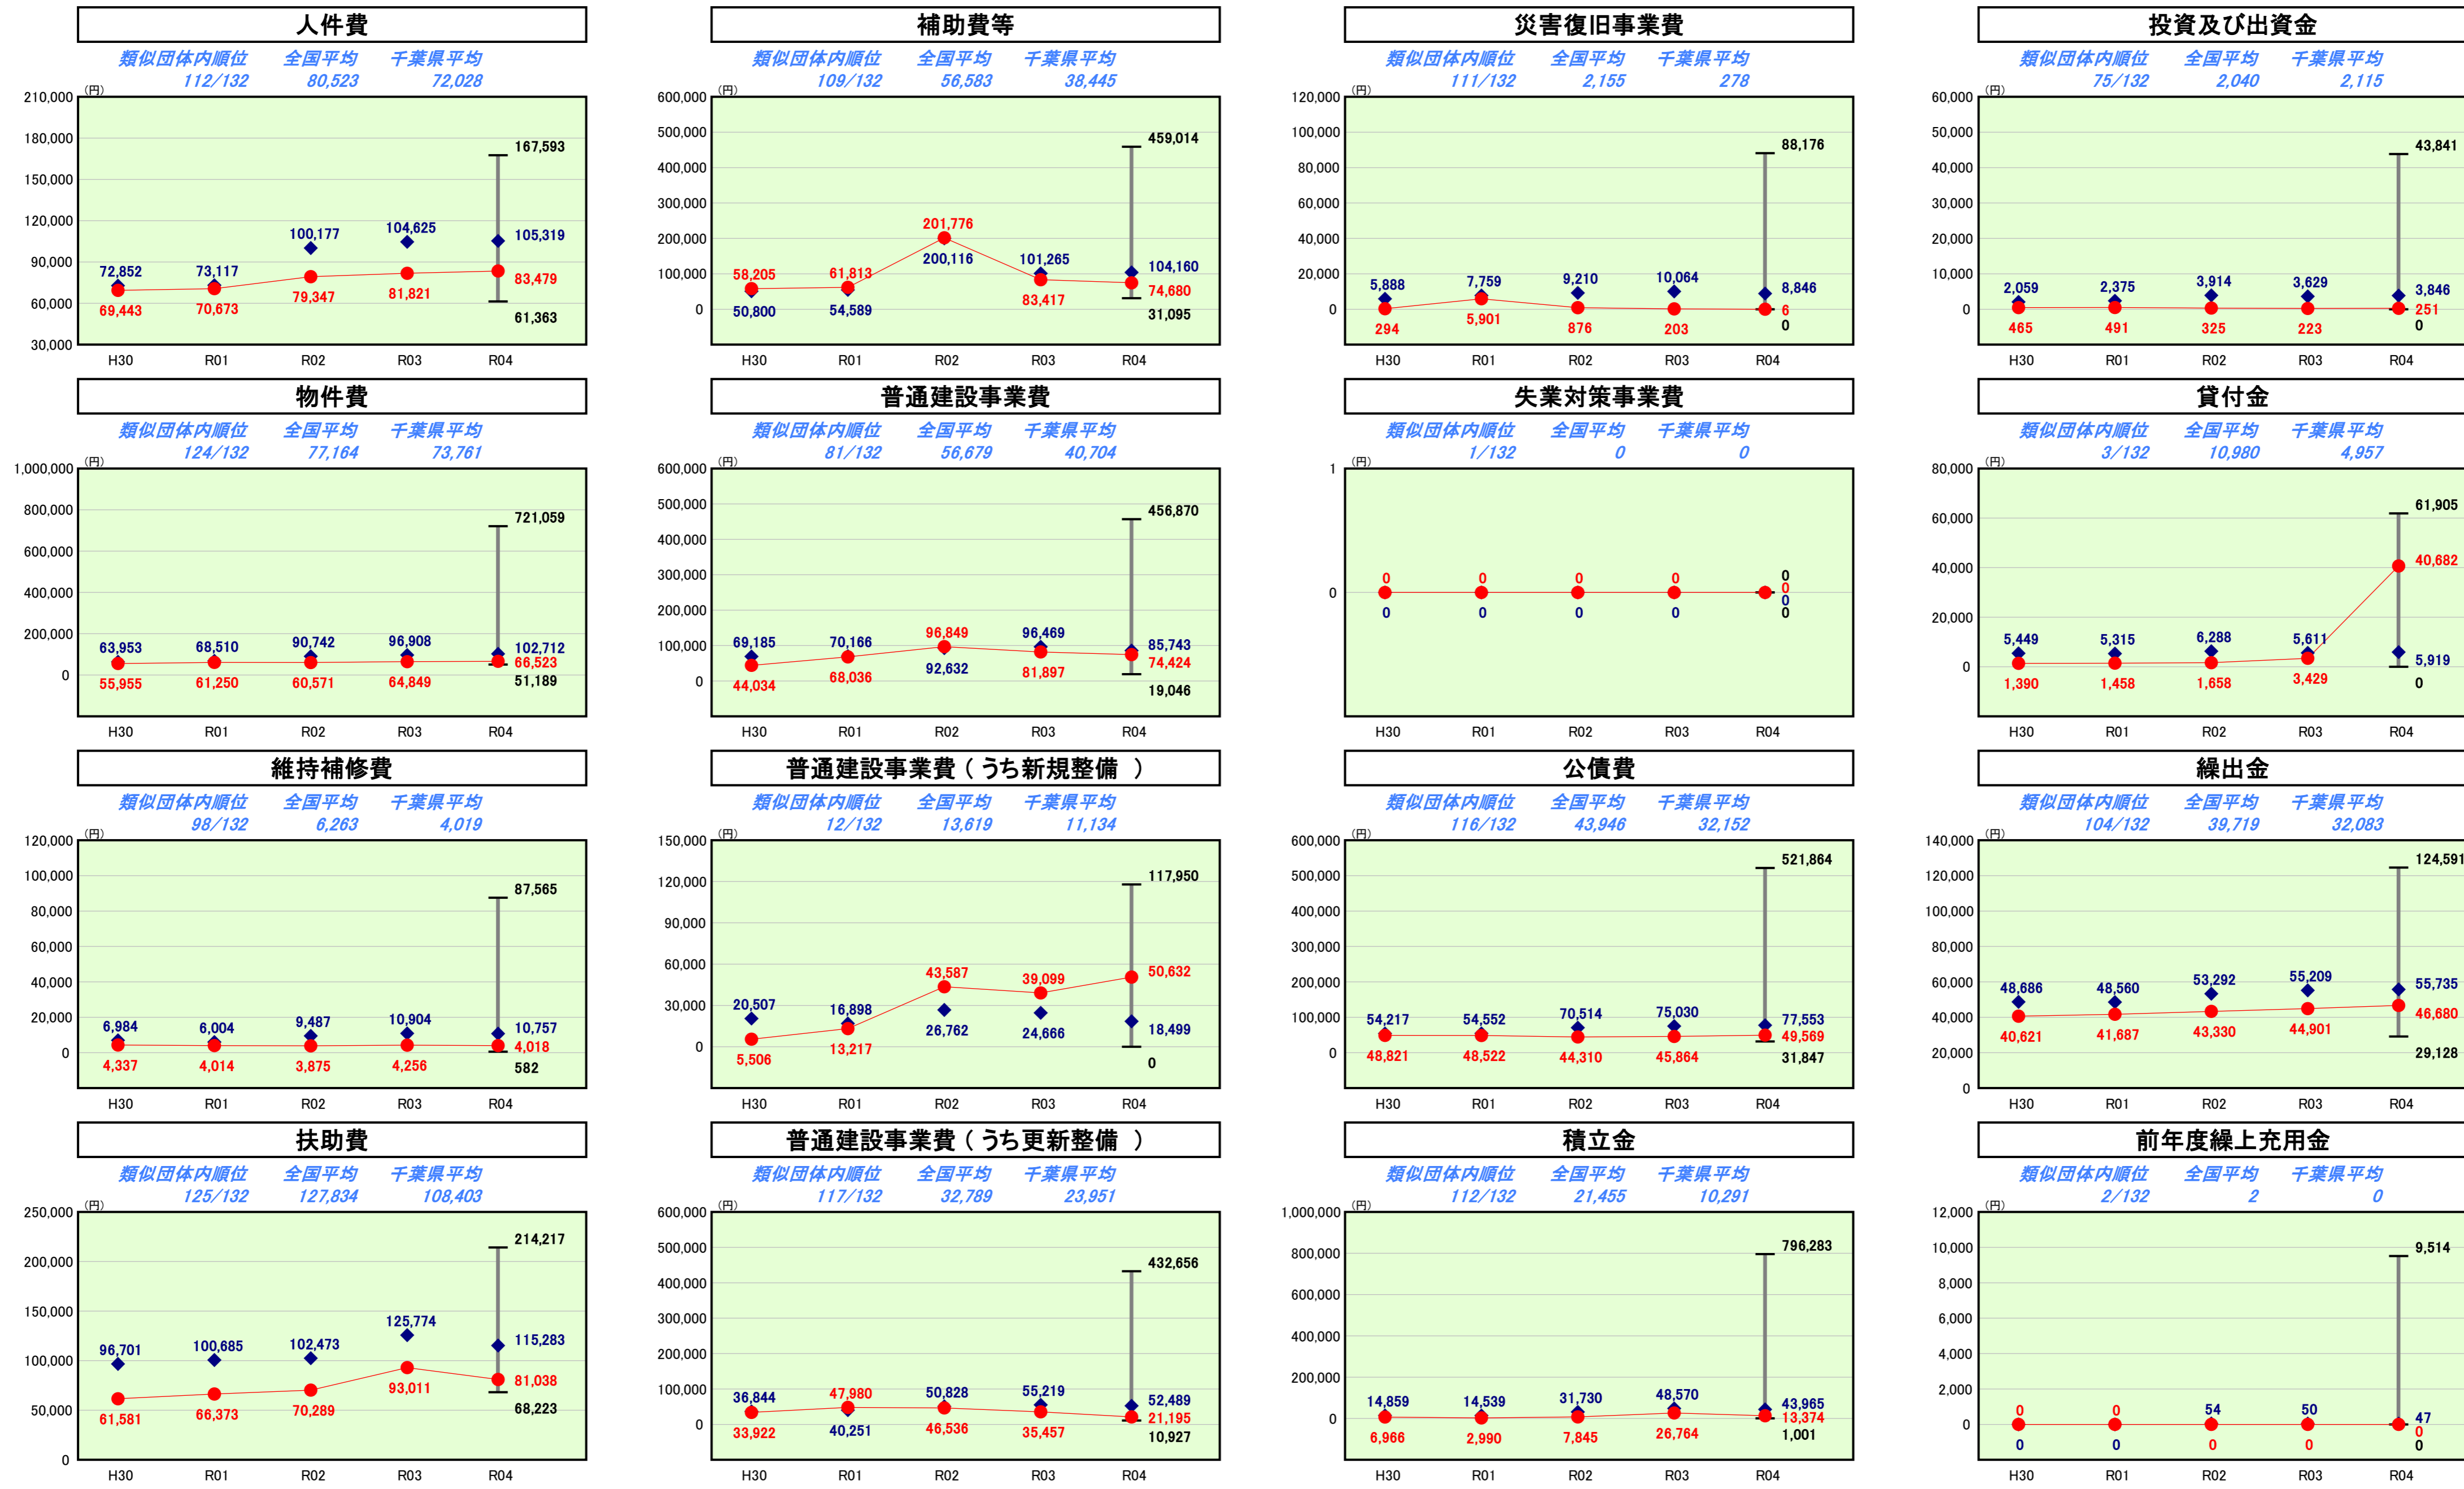 人件費
類似団体内順位 全国平均 千葉県平均
112/132 80,523 72,028
(円)
210,000
180,000
150,000
120,000
90,000
60,000
30,000
167,593
72,852 73,117 100,177 104,625 105,319
69,443 70,673 79,347 81,821 83,479
61,363
H30 R01 R02 R03 R04
補助費等
類似団体内順位 全国平均 千葉県平均
109/132 56,583 38,445
(円)
600,000
500,000
400,000
300,000
200,000
100,000
0
459,014
58,205 61,813 201,776 101,265 104,160
50,800 54,589 200,116 83,417 74,680
31,095
H30 R01 R02 R03 R04
災害復旧事業費
類似団体内順位 全国平均 千葉県平均
111/132 2,155 278
(円)
120,000
100,000
80,000
60,000
40,000
20,000
0
88,176
5,888 7,759 9,210 10,064 8,846
294 5,901 876 203 6
0
H30 R01 R02 R03 R04
投資及び出資金
類似団体内順位 全国平均 千葉県平均
75/132 2,040 2,115
(円)
60,000
50,000
40,000
30,000
20,000
10,000
0
43,841
2,059 2,375 3,914 3,629 3,846
465 491 325 223 251
0
H30 R01 R02 R03 R04
物件費
類似団体内順位 全国平均 千葉県平均
124/132 77,164 73,761
(円)
1,000,000
800,000
600,000
400,000
200,000
0
721,059
63,953 68,510 90,742 96,908 102,712
55,955 61,250 60,571 64,849 66,523
51,189
H30 R01 R02 R03 R04
普通建設事業費
類似団体内順位 全国平均 千葉県平均
81/132 56,679 40,704
(円)
600,000
500,000
400,000
300,000
200,000
100,000
0
456,870
69,185 70,166 96,849 96,469 85,743
44,034 68,036 92,632 81,897 74,424
19,046
H30 R01 R02 R03 R04
失業対策事業費
類似団体内順位 全国平均 千葉県平均
1/132 0 0
(円)
1
0
0 0 0 0 0
0
0 0 0 0 0
0
H30 R01 R02 R03 R04
貸付金
類似団体内順位 全国平均 千葉県平均
3/132 10,980 4,957
(円)
80,000
60,000
40,000
20,000
0
61,905
40,682
5,449 5,315 6,288 5,611 5,919
1,390 1,458 1,658 3,429
0
H30 R01 R02 R03 R04
維持補修費
類似団体内順位 全国平均 千葉県平均
98/132 6,263 4,019
(円)
120,000
100,000
80,000
60,000
40,000
20,000
0
87,565
6,984 6,004 9,487 10,904 10,757
4,337 4,014 3,875 4,256 4,018
582
H30 R01 R02 R03 R04
普通建設事業費(うち新規整備 )
類似団体内順位 全国平均 千葉県平均
12/132 13,619 11,134
(円)
150,000
120,000
90,000
60,000
30,000
0
117,950
20,507 16,898 43,587 39,099 50,632
5,506 13,217 26,762 24,666 18,499
0
H30 R01 R02 R03 R04
公債費
類似団体内順位 全国平均 千葉県平均
116/132 43,946 32,152
(円)
600,000
500,000
400,000
300,000
200,000
100,000
0
521,864
54,217 54,552 70,514 75,030 77,553
48,821 48,522 44,310 45,864 49,569
31,847
H30 R01 R02 R03 R04
繰出金
類似団体内順位 全国平均 千葉県平均
104/132 39,719 32,083
(円)
140,000
120,000
100,000
80,000
60,000
40,000
20,000
0
124,591
48,686 48,560 53,292 55,209 55,735
40,621 41,687 43,330 44,901 46,680
29,128
H30 R01 R02 R03 R04
扶助費
類似団体内順位 全国平均 千葉県平均
125/132 127,834 108,403
(円)
250,000
200,000
150,000
100,000
50,000
0
214,217
96,701 100,685 102,473 125,774 115,283
61,581 66,373 70,289 93,011 81,038
68,223
H30 R01 R02 R03 R04
普通建設事業費(うち更新整備 )
類似団体内順位 全国平均 千葉県平均
117/132 32,789 23,951
(円)
600,000
500,000
400,000
300,000
200,000
100,000
0
432,656
36,844 47,980 50,828 55,219 52,489
33,922 40,251 46,536 35,457 21,195
10,927
H30 R01 R02 R03 R04
積立金
類似団体内順位 全国平均 千葉県平均
112/132 21,455 10,291
(円)
1,000,000
800,000
600,000
400,000
200,000
0
796,283
14,859 14,539 31,730 48,570 43,965
6,966 2,990 7,845 26,764 13,374
1,001
H30 R01 R02 R03 R04
前年度繰上充用金
類似団体内順位 全国平均 千葉県平均
2/132 2 0
(円)
12,000
10,000
8,000
6,000
4,000
2,000
0
9,514
0 0 54 50 47
0 0 0 0 0
0
H30 R01 R02 R03 R04